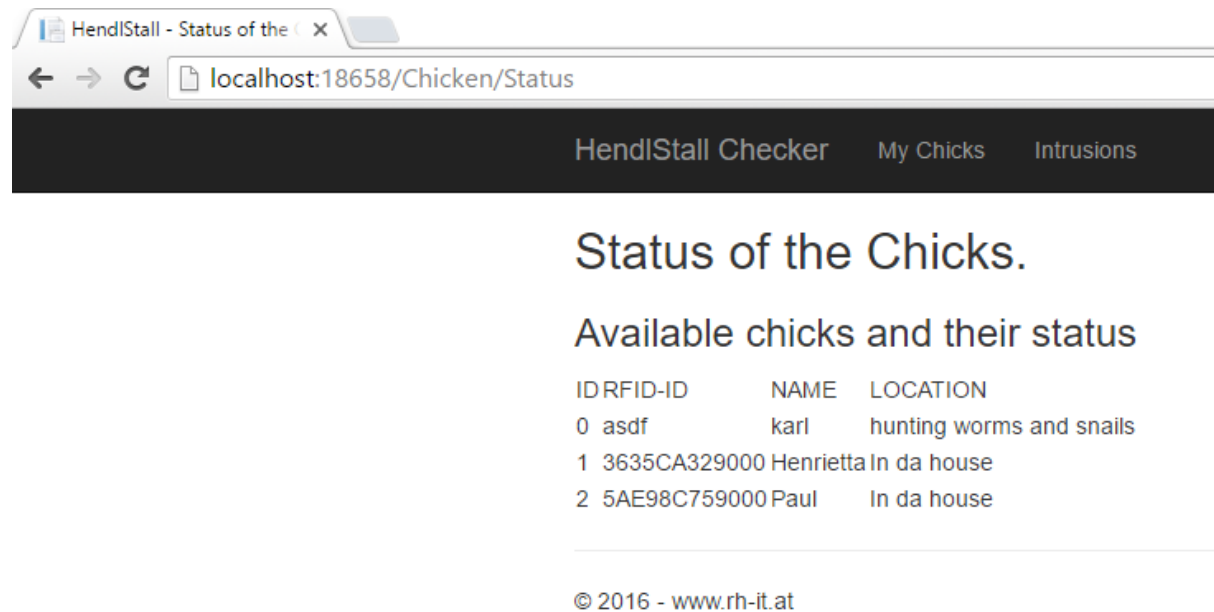 HendlStall - Status of the
localhost:18658/Chicken/Status
HendlStall Checker My Chicks Intrusions
Status of the Chicks.
Available chicks and their status
ID RFID-ID NAME LOCATION
0 asdf karl hunting worms and snails
1 3635CA329000 Henrietta In da house
2 5AE98C759000 Paul In da house
© 2016 - www.rh-it.at